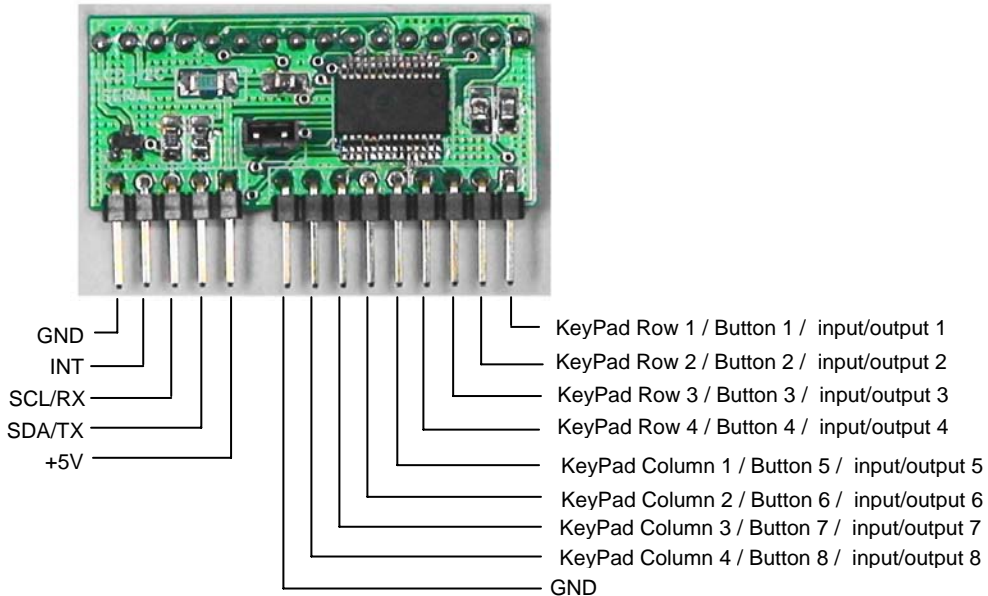 LCD-I2C
SERIAL
GND
INT
SCL/RX
SDA/TX
+5V
KeyPad Row 1 / Button 1 / input/output 1
KeyPad Row 2 / Button 2 / input/output 2
KeyPad Row 3 / Button 3 / input/output 3
KeyPad Row 4 / Button 4 / input/output 4
KeyPad Column 1 / Button 5 / input/output 5
KeyPad Column 2 / Button 6 / input/output 6
KeyPad Column 3 / Button 7 / input/output 7
KeyPad Column 4 / Button 8 / input/output 8
GND